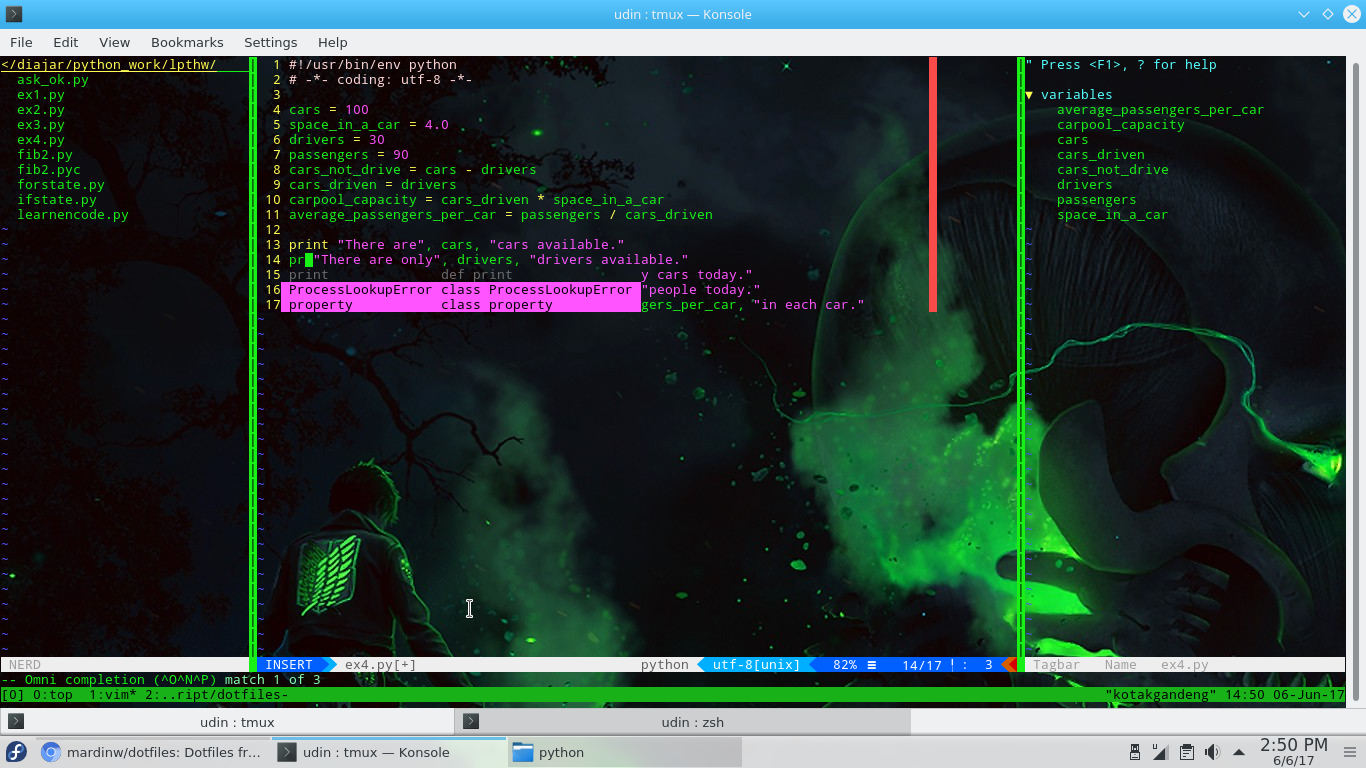 udin : tmux — Konsole
File Edit View Bookmarks Settings Help
</diajar/python_work/lpthw/
ask_ok.py
ex1.py
ex2.py
ex3.py
ex4.py
fib2.py
fib2.pyc
forstate.py
ifstate.py
learnencode.py
NERD
1 #!/usr/bin/env python
2 # -*- coding: utf-8 -*-
3
4 cars = 100
5 space_in_a_car = 4.0
6 drivers = 30
7 passengers = 90
8 cars_not_drive = cars - drivers
9 cars_driven = drivers
10 carpool_capacity = cars_driven * space_in_a_car
11 average_passengers_per_car = passengers / cars_driven
12
13 print "There are", cars, "cars available."
14 pr "There are only", drivers, "drivers available."
15 print def print y cars today."
16 ProcessLookupError class ProcessLookupError "people today."
17 property class property gers_per_car, "in each car."
INSERT ex4.py[+] python utf-8[unix] 82% ≡ 14/17 ! : 3
" Press <F1>, ? for help
▼ variables
average_passengers_per_car
carpool_capacity
cars
cars_driven
cars_not_drive
drivers
passengers
space_in_a_car
Tagbar Name ex4.py
-- Omni completion (^O^N^P) match 1 of 3
[0] 0:top 1:vim* 2:..ript/dotfiles- "kotakgandeng" 14:50 06-Jun-17
udin : tmux udin : zsh
mardinw/dotfiles: Dotfiles fr... udin : tmux — Konsole python 2:50 PM
6/6/17